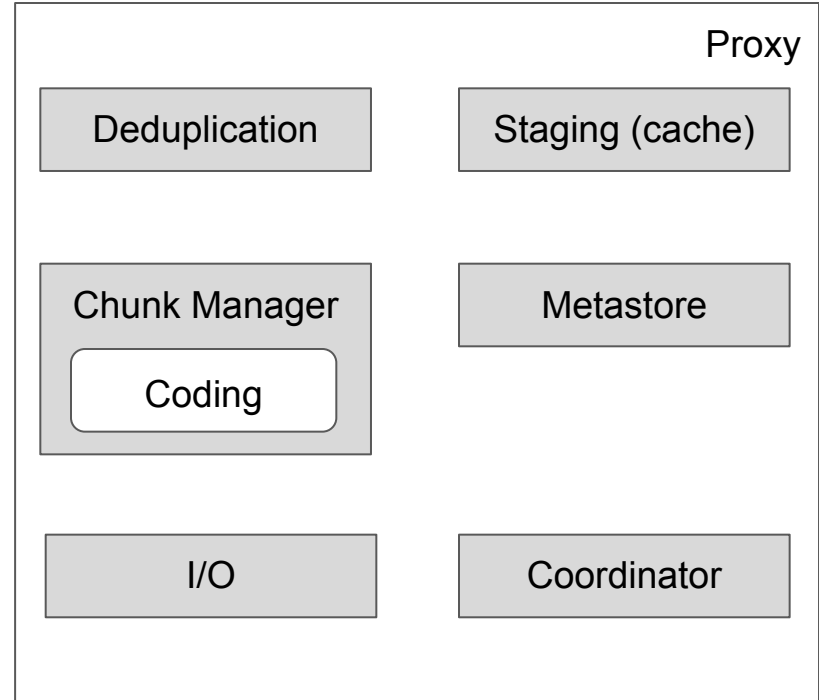 Proxy
Deduplication
Staging (cache)
Chunk Manager
Metastore
Coding
I/O
Coordinator